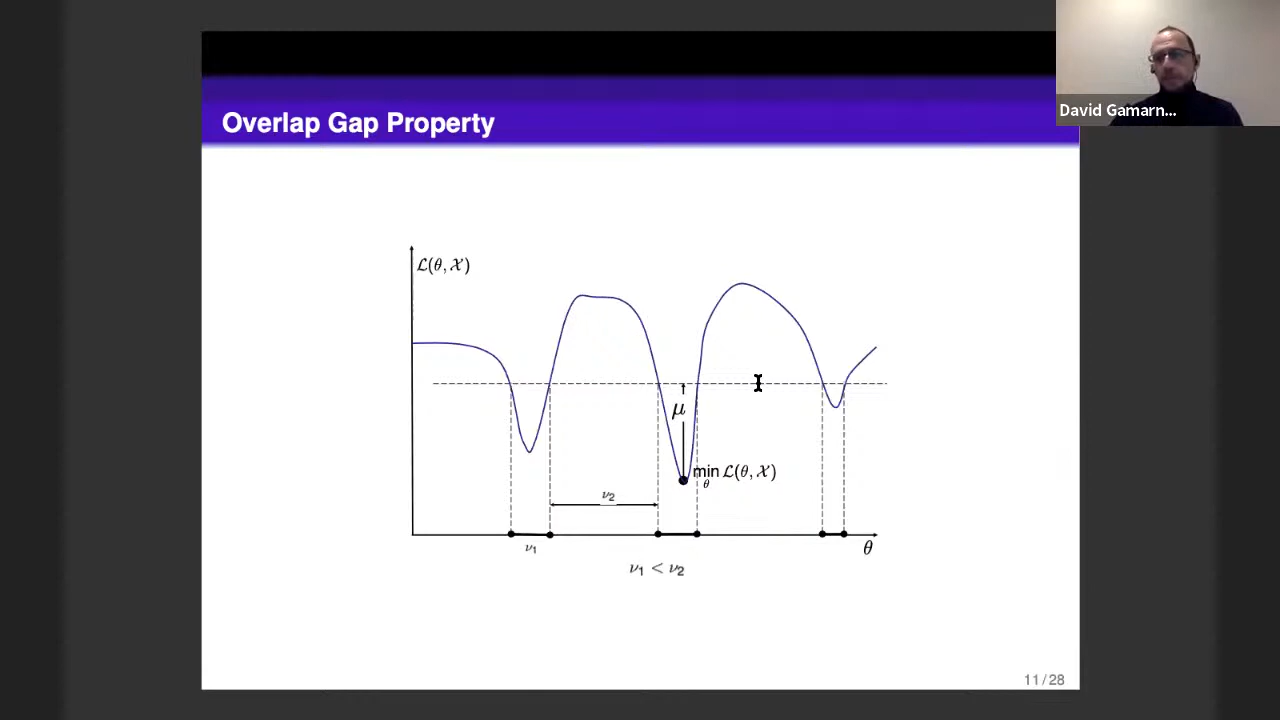 David Gamarn...
Overlap Gap Property
ℒ(θ, 𝒳)
μ
min ℒ(θ, 𝒳)
θ
ν₂
ν₁
θ
ν₁ < ν₂
11 / 28